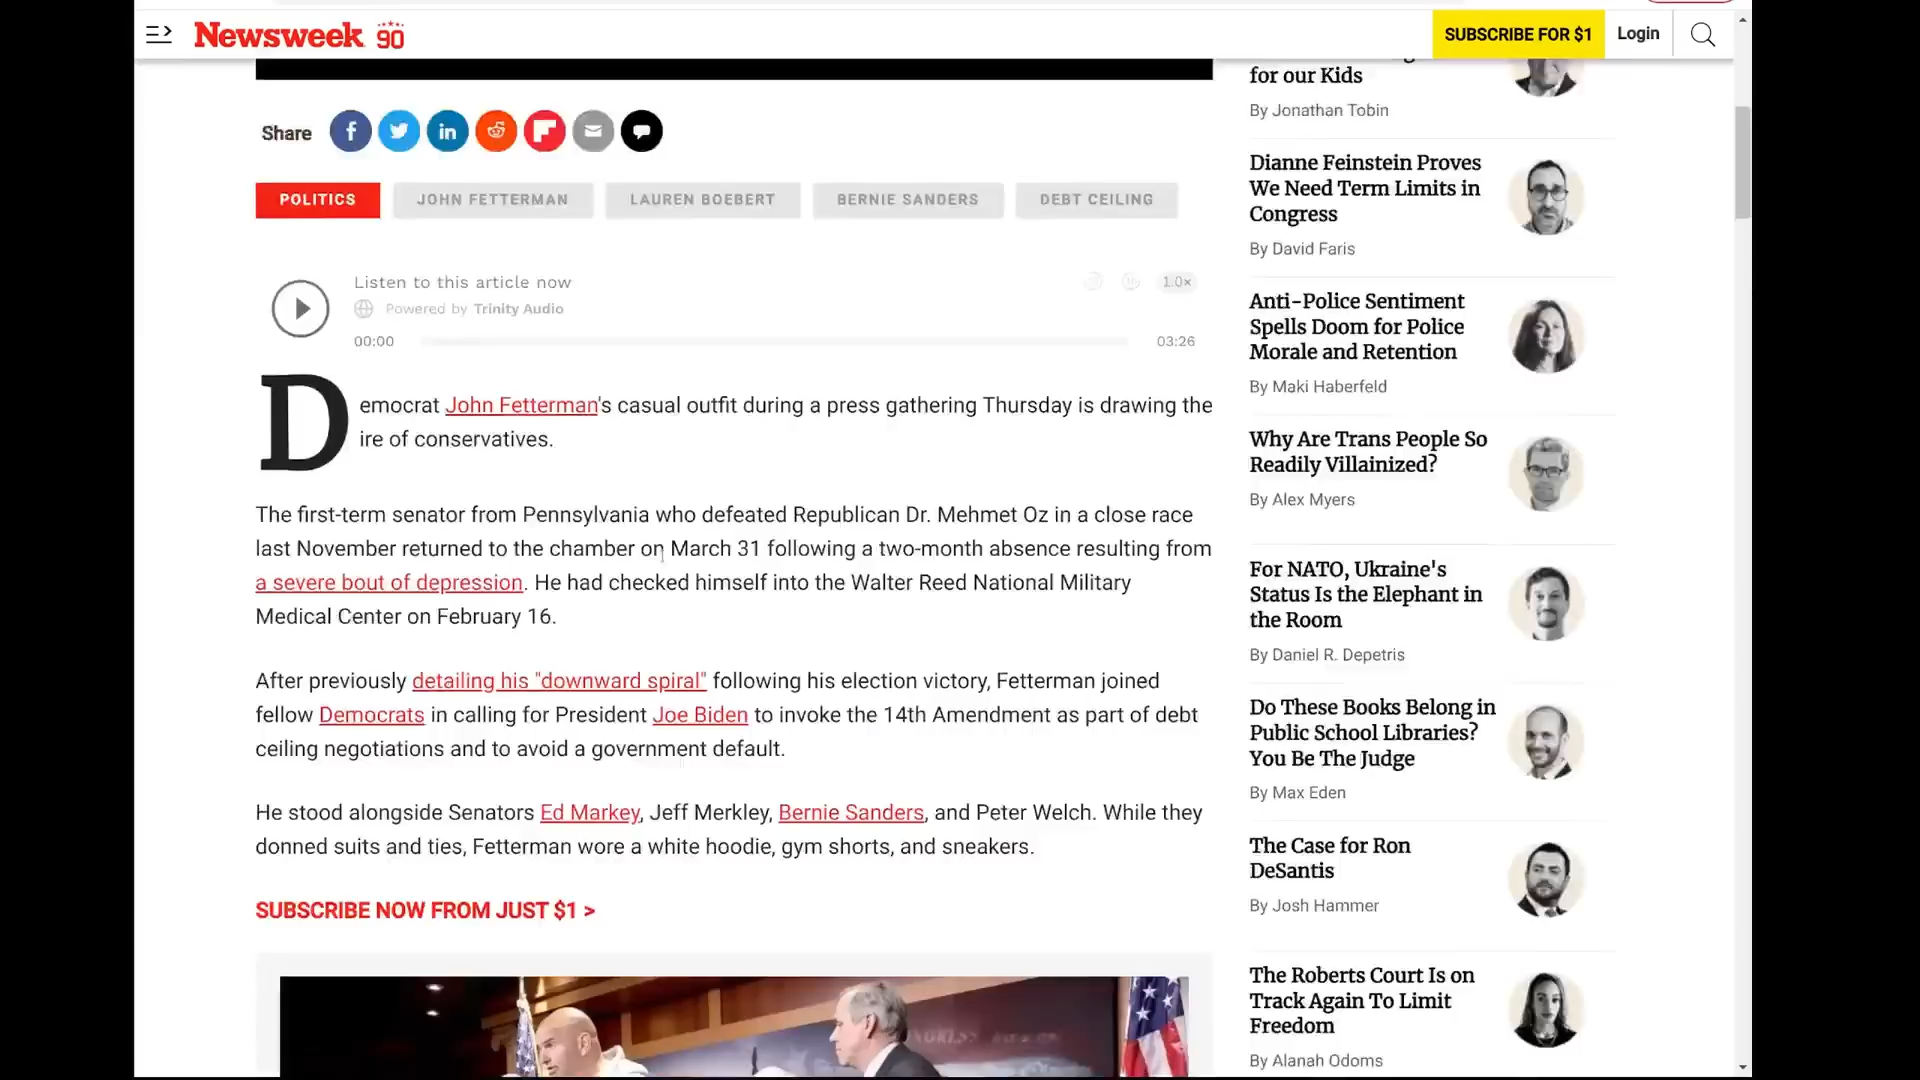 Newsweek 90
SUBSCRIBE FOR $1
Login
Share
POLITICS
JOHN FETTERMAN
LAUREN BOEBERT
BERNIE SANDERS
DEBT CEILING
Listen to this article now
1.0×
Powered by Trinity Audio
00:00
03:26
Democrat John Fetterman's casual outfit during a press gathering Thursday is drawing the
ire of conservatives.
The first-term senator from Pennsylvania who defeated Republican Dr. Mehmet Oz in a close race
last November returned to the chamber on March 31 following a two-month absence resulting from
a severe bout of depression. He had checked himself into the Walter Reed National Military
Medical Center on February 16.
After previously detailing his "downward spiral" following his election victory, Fetterman joined
fellow Democrats in calling for President Joe Biden to invoke the 14th Amendment as part of debt
ceiling negotiations and to avoid a government default.
He stood alongside Senators Ed Markey, Jeff Merkley, Bernie Sanders, and Peter Welch. While they
donned suits and ties, Fetterman wore a white hoodie, gym shorts, and sneakers.
SUBSCRIBE NOW FROM JUST $1 >
for our Kids
By Jonathan Tobin
Dianne Feinstein Proves
We Need Term Limits in
Congress
By David Faris
Anti-Police Sentiment
Spells Doom for Police
Morale and Retention
By Maki Haberfeld
Why Are Trans People So
Readily Villainized?
By Alex Myers
For NATO, Ukraine's
Status Is the Elephant in
the Room
By Daniel R. Depetris
Do These Books Belong in
Public School Libraries?
You Be The Judge
By Max Eden
The Case for Ron
DeSantis
By Josh Hammer
The Roberts Court Is on
Track Again To Limit
Freedom
By Alanah Odoms